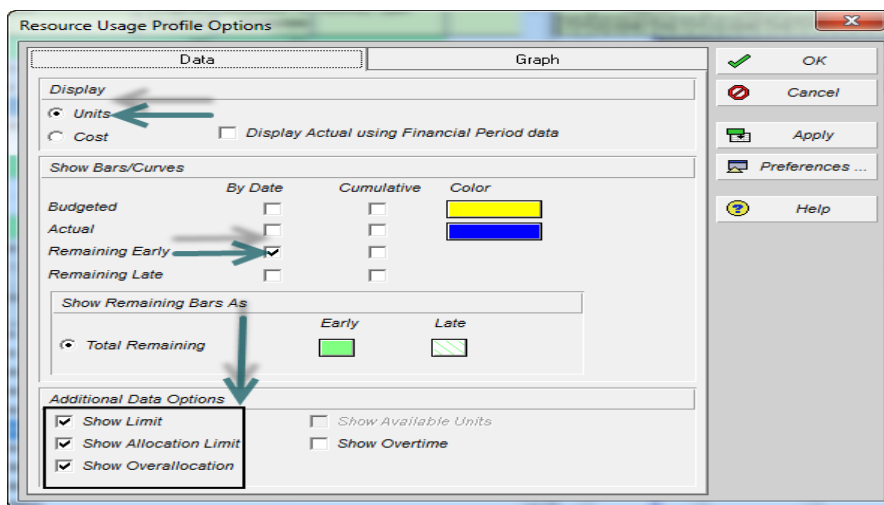 Resource Usage Profile Options
Data Graph
Display
Units
Cost Display Actual using Financial Period data
Show Bars/Curves
By Date Cumulative Color
Budgeted
Actual
Remaining Early
Remaining Late
Show Remaining Bars As
Early Late
Total Remaining
Additional Data Options
Show Limit Show Available Units
Show Allocation Limit Show Overtime
Show Overallocation
OK
Cancel
Apply
Preferences ...
Help